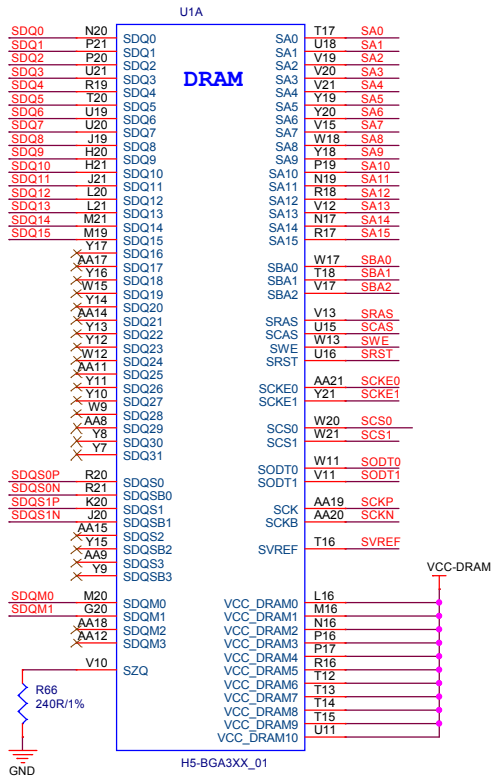 U1A
DRAM
SDQ0 N20 SDQ0
SDQ1 P21 SDQ1
SDQ2 P20 SDQ2
SDQ3 U21 SDQ3
SDQ4 R19 SDQ4
SDQ5 T20 SDQ5
SDQ6 U19 SDQ6
SDQ7 U20 SDQ7
SDQ8 J19 SDQ8
SDQ9 H20 SDQ9
SDQ10 H21 SDQ10
SDQ11 J21 SDQ11
SDQ12 L20 SDQ12
SDQ13 L21 SDQ13
SDQ14 M21 SDQ14
SDQ15 M19 SDQ15
Y17 SDQ16
AA17 SDQ17
Y16 SDQ18
W15 SDQ19
Y14 SDQ20
AA14 SDQ21
Y13 SDQ22
Y12 SDQ23
W12 SDQ24
AA11 SDQ25
Y11 SDQ26
Y10 SDQ27
W9 SDQ28
AA8 SDQ29
Y8 SDQ30
Y7 SDQ31
SDQS0P R20 SDQS0
SDQS0N R21 SDQSB0
SDQS1P K20 SDQS1
SDQS1N J20 SDQSB1
AA15 SDQS2
Y15 SDQSB2
AA9 SDQS3
Y9 SDQSB3
SDQM0 M20 SDQM0
SDQM1 G20 SDQM1
AA18 SDQM2
AA12 SDQM3
V10 SZQ
R66
240R/1%
GND
SA0 T17 SA0
SA1 U18 SA1
SA2 V19 SA2
SA3 V20 SA3
SA4 V21 SA4
SA5 Y19 SA5
SA6 Y20 SA6
SA7 V15 SA7
SA8 W18 SA8
SA9 Y18 SA9
SA10 P19 SA10
SA11 N19 SA11
SA12 R18 SA12
SA13 V12 SA13
SA14 N17 SA14
SA15 R17 SA15
SBA0 W17 SBA0
SBA1 T18 SBA1
SBA2 V17 SBA2
SRAS V13 SRAS
SCAS U15 SCAS
SWE W13 SWE
SRST U16 SRST
SCKE0 AA21 SCKE0
SCKE1 Y21 SCKE1
SCS0 W20 SCS0
SCS1 W21 SCS1
SODT0 W11 SODT0
SODT1 V11 SODT1
SCK AA19 SCKP
SCKB AA20 SCKN
SVREF T16 SVREF
VCC-DRAM
VCC_DRAM0 L16
VCC_DRAM1 M16
VCC_DRAM2 N16
VCC_DRAM3 P16
VCC_DRAM4 P17
VCC_DRAM5 R16
VCC_DRAM6 T12
VCC_DRAM7 T13
VCC_DRAM8 T14
VCC_DRAM9 T15
VCC_DRAM10 U11
H5-BGA3XX_01